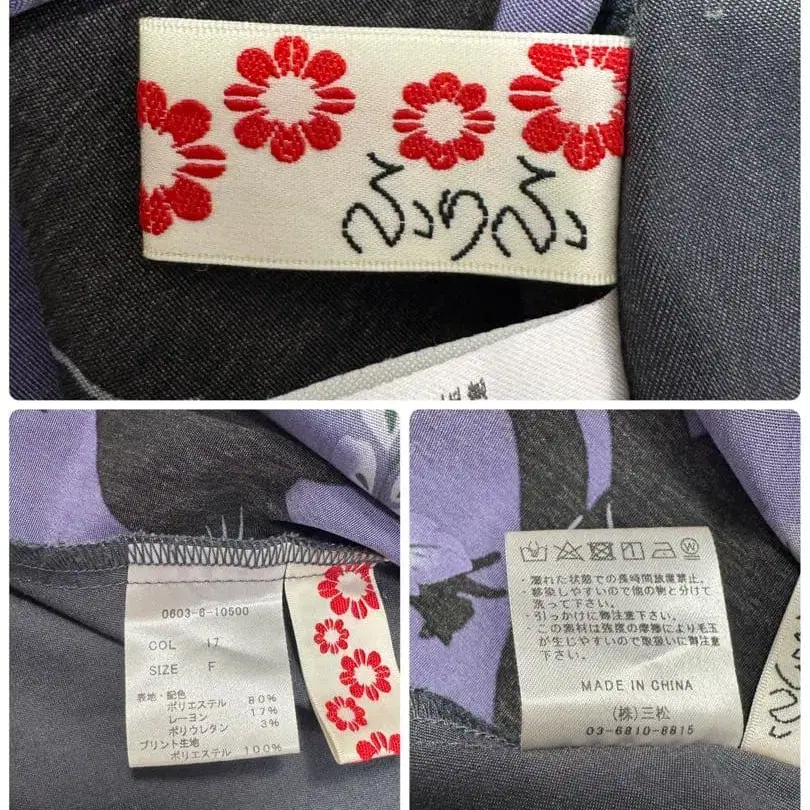 ふりふ
0603-6-10500
COL 17
SIZE F
表地・配色
ポリエステル 80%
レーヨン 17%
ポリウレタン 3%
プリント生地
ポリエステル 100%
・濡れた状態での長時間放置禁止。
・移染しやすいので他の物と分けて
洗って下さい。
・引っかけに御注意下さい。
・この素材は強度の摩擦により毛玉
が生じやすいので取扱いに御注意
下さい。
MADE IN CHINA
(株)三松
03-6810-8815